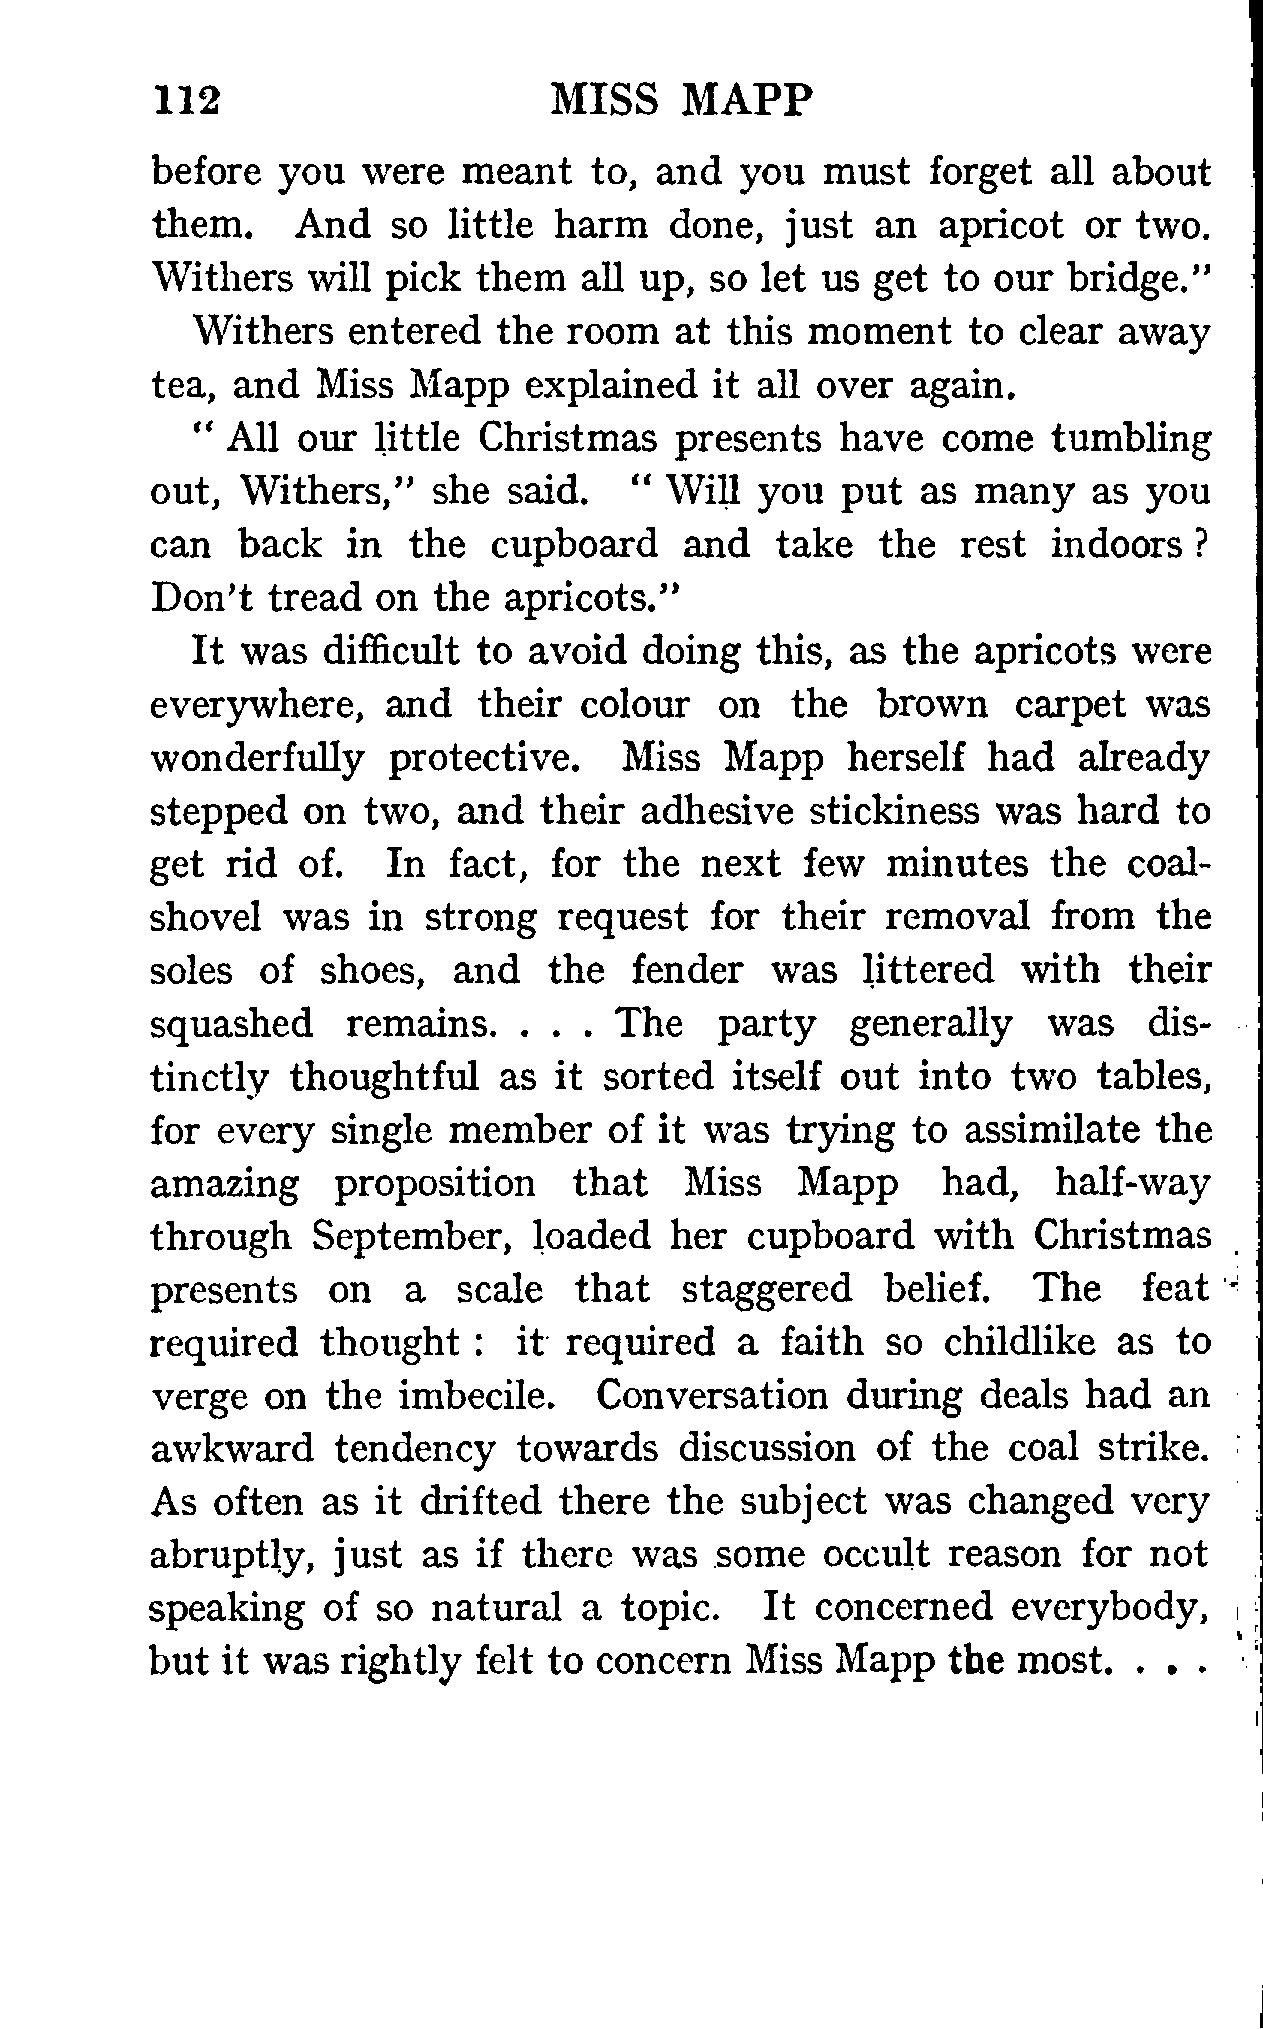 112 MISS MAPP
before you were meant to, and you must forget all about
them. And so little harm done, just an apricot or two.
Withers will pick them all up, so let us get to our bridge."
Withers entered the room at this moment to clear away
tea, and Miss Mapp explained it all over again.
" All our little Christmas presents have come tumbling
out, Withers," she said. " Will you put as many as you
can back in the cupboard and take the rest indoors ?
Don't tread on the apricots."
It was difficult to avoid doing this, as the apricots were
everywhere, and their colour on the brown carpet was
wonderfully protective. Miss Mapp herself had already
stepped on two, and their adhesive stickiness was hard to
get rid of. In fact, for the next few minutes the coal-
shovel was in strong request for their removal from the
soles of shoes, and the fender was littered with their
squashed remains. . . . The party generally was dis-
tinctly thoughtful as it sorted itself out into two tables,
for every single member of it was trying to assimilate the
amazing proposition that Miss Mapp had, half-way
through September, loaded her cupboard with Christmas
presents on a scale that staggered belief. The feat
required thought : it required a faith so childlike as to
verge on the imbecile. Conversation during deals had an
awkward tendency towards discussion of the coal strike.
As often as it drifted there the subject was changed very
abruptly, just as if there was some occult reason for not
speaking of so natural a topic. It concerned everybody,
but it was rightly felt to concern Miss Mapp the most. . . .